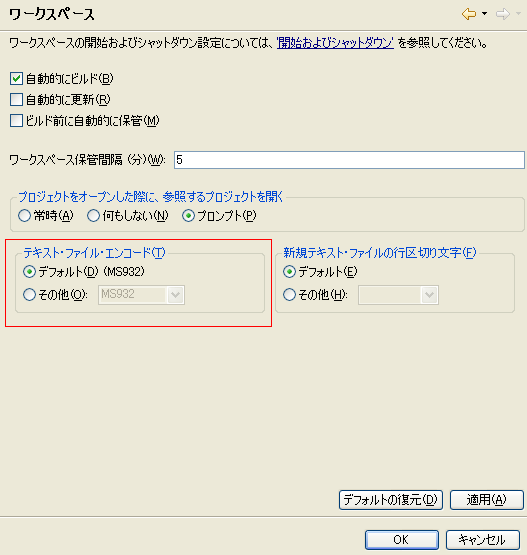 ワークスペース
ワークスペースの開始およびシャットダウン設定については、'開始およびシャットダウン' を参照してください。
自動的にビルド(B)
自動的に更新(R)
ビルド前に自動的に保管(M)
ワークスペース保管間隔 (分)(W): 5
プロジェクトをオープンした際に、参照するプロジェクトを開く
常時(A) 何もしない(N) プロンプト(P)
テキスト・ファイル・エンコード(T) 新規テキスト・ファイルの行区切り文字(F)
デフォルト(D) (MS932) デフォルト(E)
その他(O): MS932 その他(H):
デフォルトの復元(D) 適用(A)
OK キャンセル